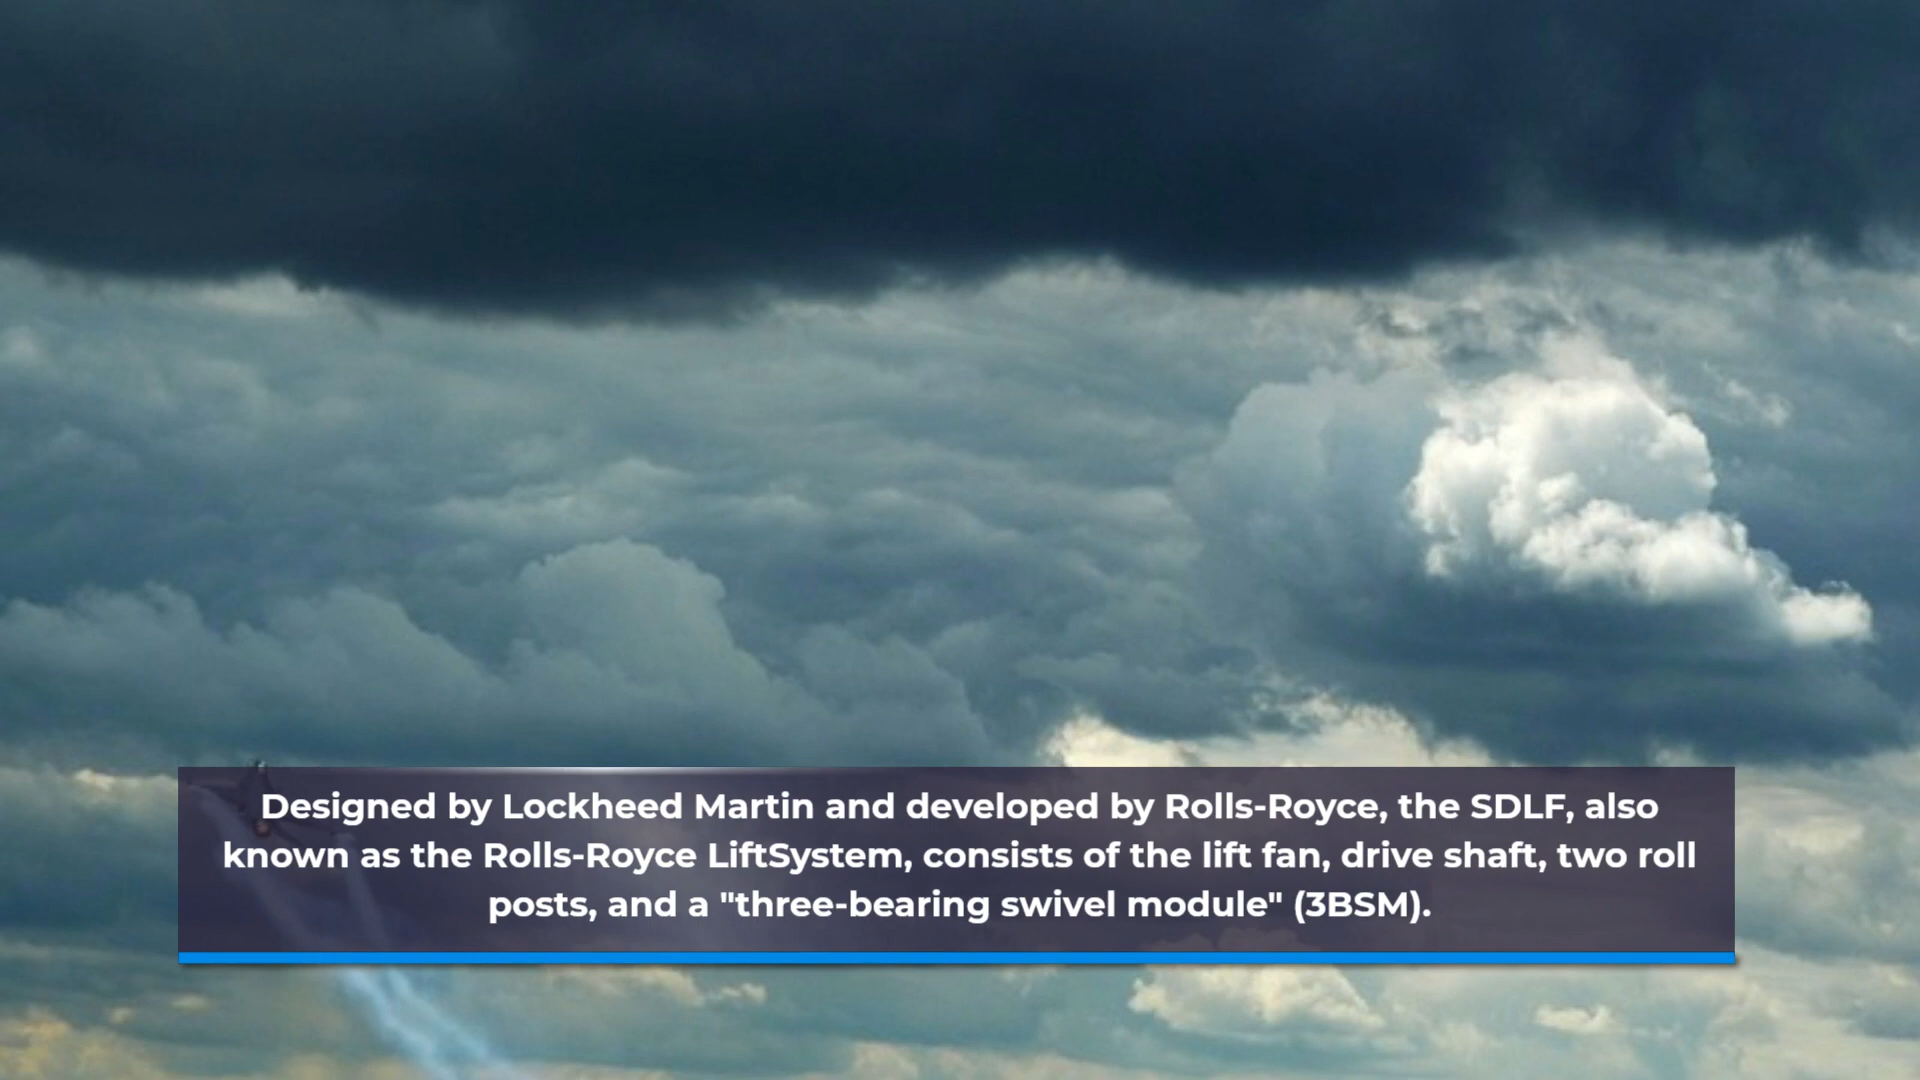 Designed by Lockheed Martin and developed by Rolls-Royce, the SDLF, also
known as the Rolls-Royce LiftSystem, consists of the lift fan, drive shaft, two roll
posts, and a "three-bearing swivel module" (3BSM).